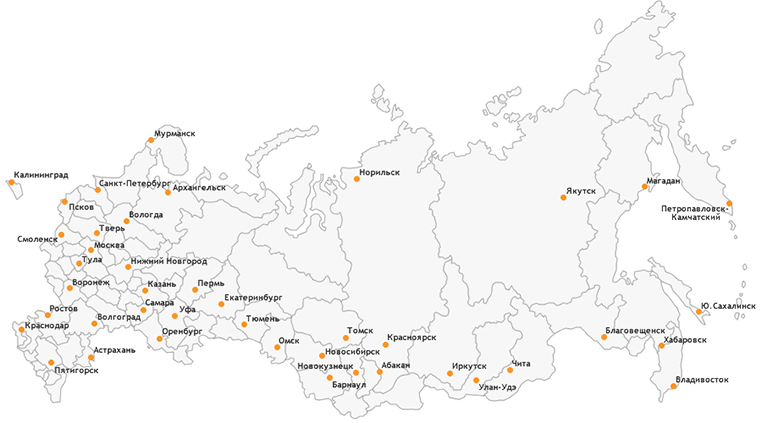 Мурманск
Калининград
Санкт-Петербург
Архангельск
Норильск
Якутск
Магадан
Петропавловск-
Камчатский
Псков
Вологда
Тверь
Смоленск
Москва
Тула
Нижний Новгород
Воронеж
Казань
Пермь
Екатеринбург
Самара
Уфа
Ростов
Волгоград
Краснодар
Оренбург
Тюмень
Ю.Сахалинск
Благовещенск
Хабаровск
Томск
Омск
Красноярск
Новосибирск
Астрахань
Пятигорск
Новокузнецк
Абакан
Иркутск
Чита
Барнаул
Улан-Удэ
Владивосток